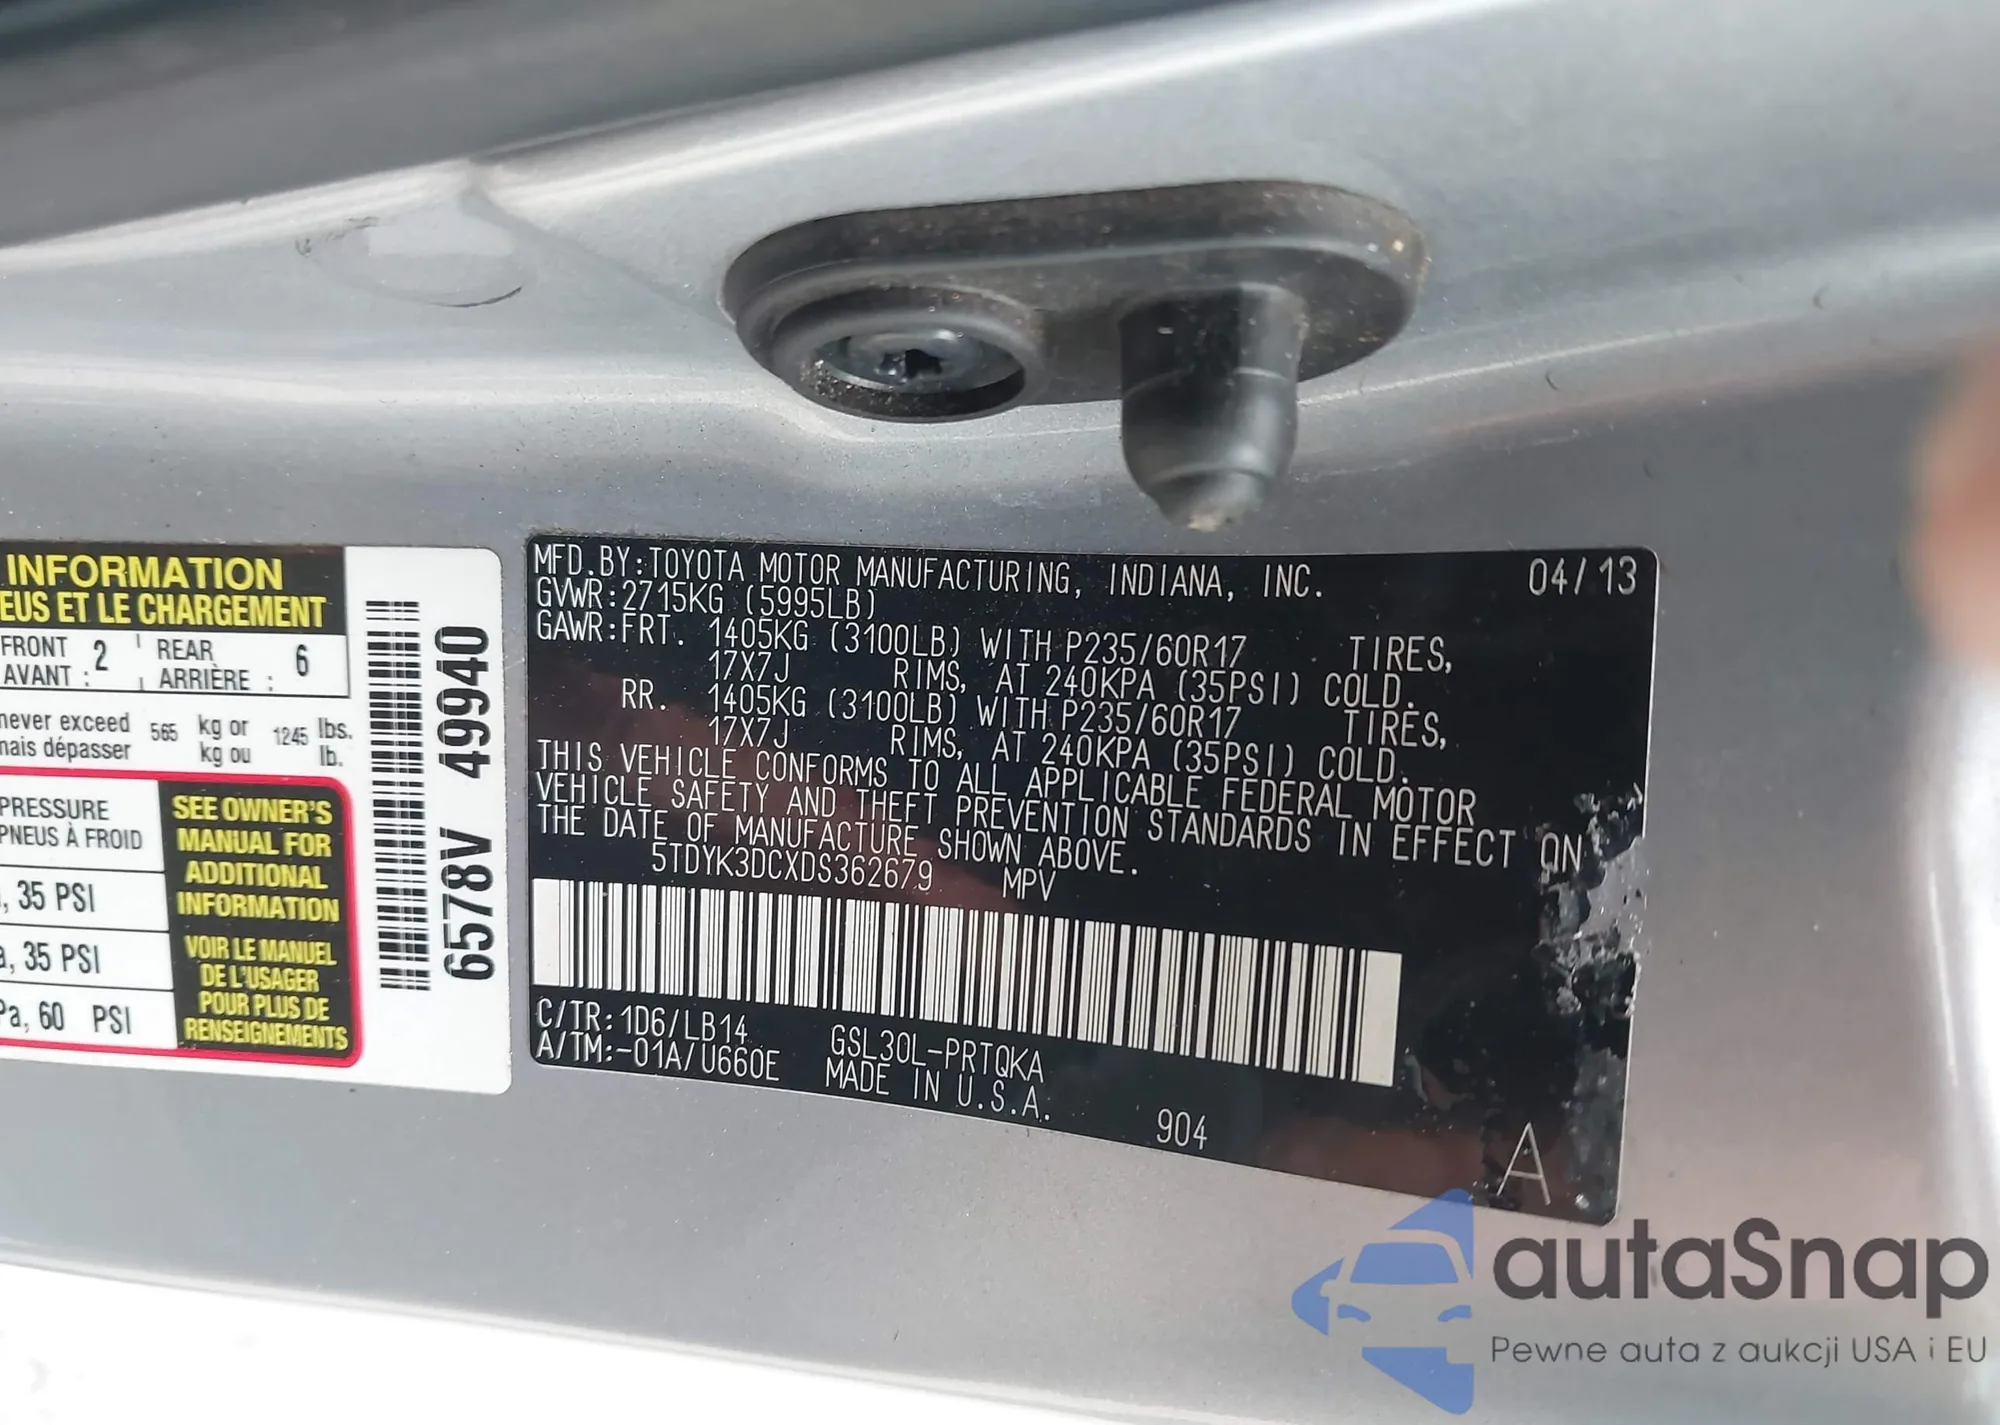 INFORMATION
EUS ET LE CHARGEMENT
FRONT 2 REAR 6
AVANT : ARRIÈRE :
never exceed 565 kg or 1245 lbs.
mais dépasser kg ou lb.
PRESSURE
PNEUS À FROID
, 35 PSI
a, 35 PSI
Pa, 60 PSI
SEE OWNER'S
MANUAL FOR
ADDITIONAL
INFORMATION
VOIR LE MANUEL
DE L'USAGER
POUR PLUS DE
RENSEIGNEMENTS
6578V 49940
MFD.BY:TOYOTA MOTOR MANUFACTURING, INDIANA, INC. 04/13
GVWR:2715KG (5995LB)
GAWR:FRT. 1405KG (3100LB) WITH P235/60R17 TIRES,
17X7J RIMS, AT 240KPA (35PSI) COLD.
RR. 1405KG (3100LB) WITH P235/60R17 TIRES,
17X7J RIMS, AT 240KPA (35PSI) COLD.
THIS VEHICLE CONFORMS TO ALL APPLICABLE FEDERAL MOTOR
VEHICLE SAFETY AND THEFT PREVENTION STANDARDS IN EFFECT ON
THE DATE OF MANUFACTURE SHOWN ABOVE.
5TDYK3DCXDS362679 MPV
C/TR:1D6/LB14 GSL30L-PRTQKA
A/TM:-01A/U660E MADE IN U.S.A.
904
A
autaSnap
Pewne auta z aukcji USA i EU